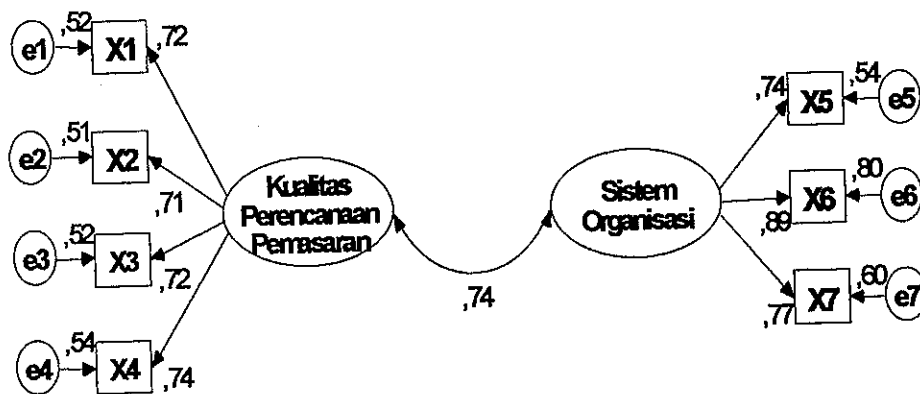 e1 ,52 X1 ,72
e2 ,51 X2 ,71
e3 ,52 X3 ,72
e4 ,54 X4 ,74
Kualitas
Perencanaan
Pemasaran
,74
Sistem
Organisasi
,74 X5 ,54 e5
,89 X6 ,80 e6
,77 X7 ,60 e7